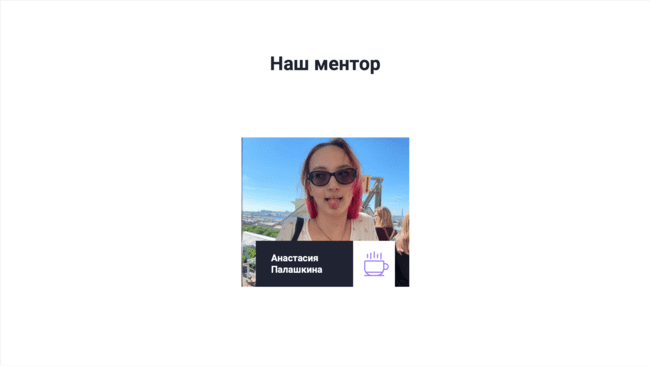 Наш ментор
Анастасия
Палашкина